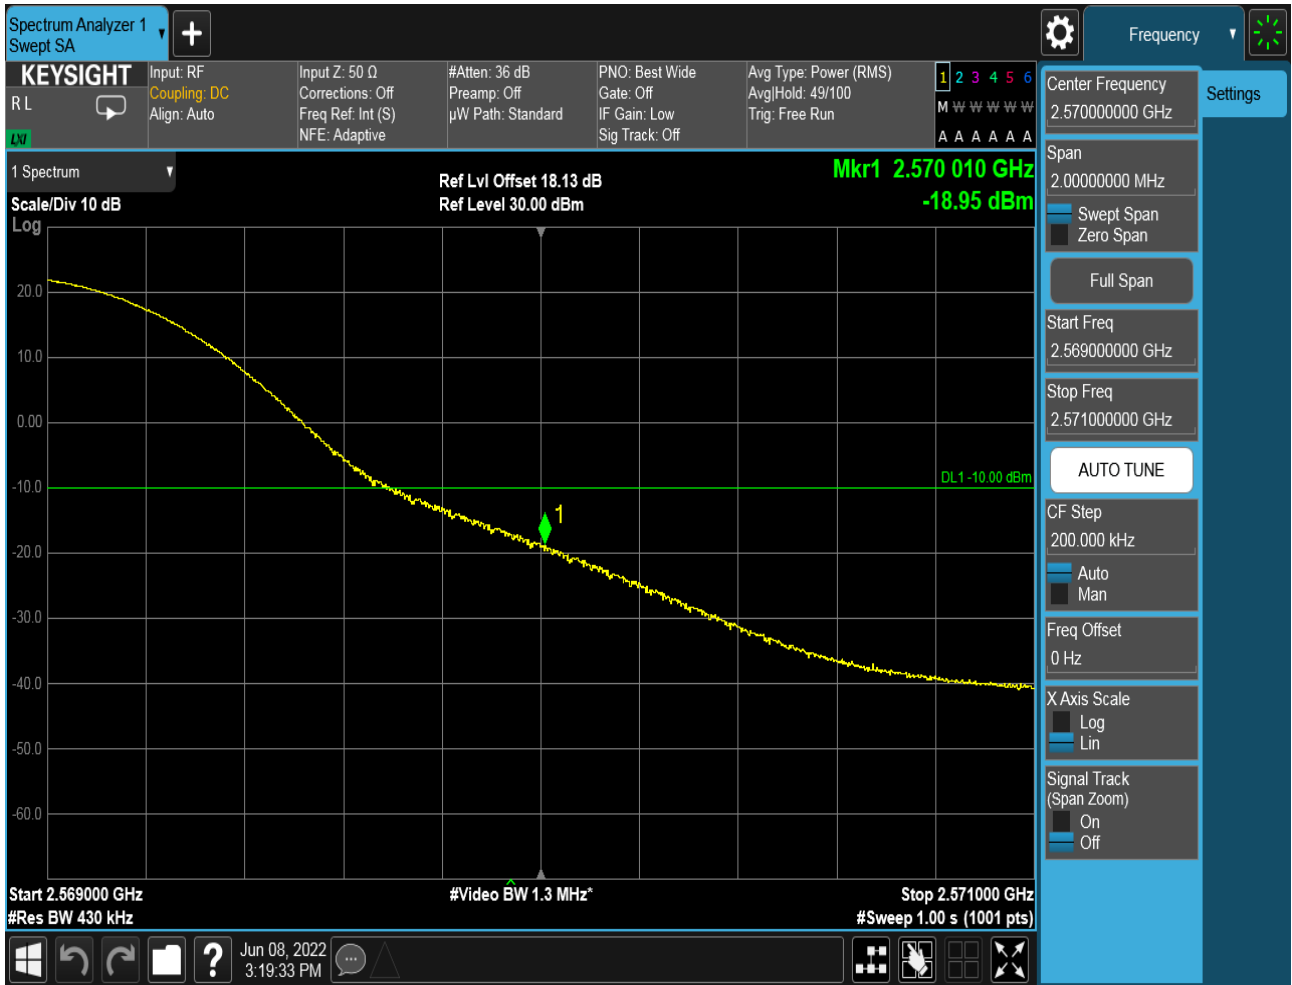 Spectrum Analyzer 1
Swept SA
Frequency
KEYSIGHT
R L
LXI
Input: RF
Coupling: DC
Align: Auto
Input Z: 50 Ω
Corrections: Off
Freq Ref: Int (S)
NFE: Adaptive
#Atten: 36 dB
Preamp: Off
µW Path: Standard
PNO: Best Wide
Gate: Off
IF Gain: Low
Sig Track: Off
Avg Type: Power (RMS)
Avg|Hold: 49/100
Trig: Free Run
1 2 3 4 5 6
M W W W W W
A A A A A A
1 Spectrum
Scale/Div 10 dB
Log
Ref Lvl Offset 18.13 dB
Ref Level 30.00 dBm
Mkr1 2.570 010 GHz
-18.95 dBm
20.0
10.0
0.00
-10.0
-20.0
-30.0
-40.0
-50.0
-60.0
DL1 -10.00 dBm
1
Start 2.569000 GHz
#Res BW 430 kHz
#Video BW 1.3 MHz*
Stop 2.571000 GHz
#Sweep 1.00 s (1001 pts)
Center Frequency
2.570000000 GHz
Span
2.00000000 MHz
Swept Span
Zero Span
Full Span
Start Freq
2.569000000 GHz
Stop Freq
2.571000000 GHz
AUTO TUNE
CF Step
200.000 kHz
Auto
Man
Freq Offset
0 Hz
X Axis Scale
Log
Lin
Signal Track
(Span Zoom)
On
Off
Settings
?
Jun 08, 2022
3:19:33 PM